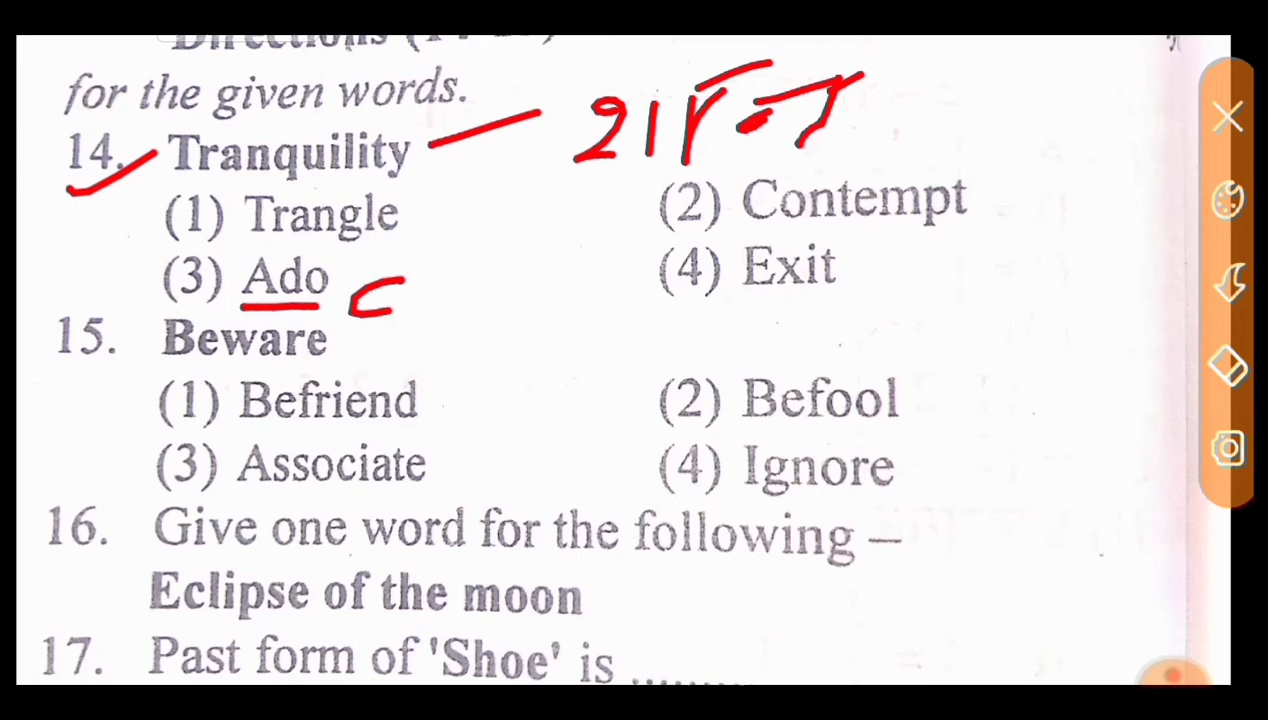 for the given words.
14. Tranquility
(1) Trangle (2) Contempt
(3) Ado (4) Exit
15. Beware
(1) Befriend (2) Befool
(3) Associate (4) Ignore
16. Give one word for the following –
Eclipse of the moon
17. Past form of 'Shoe' is ..........